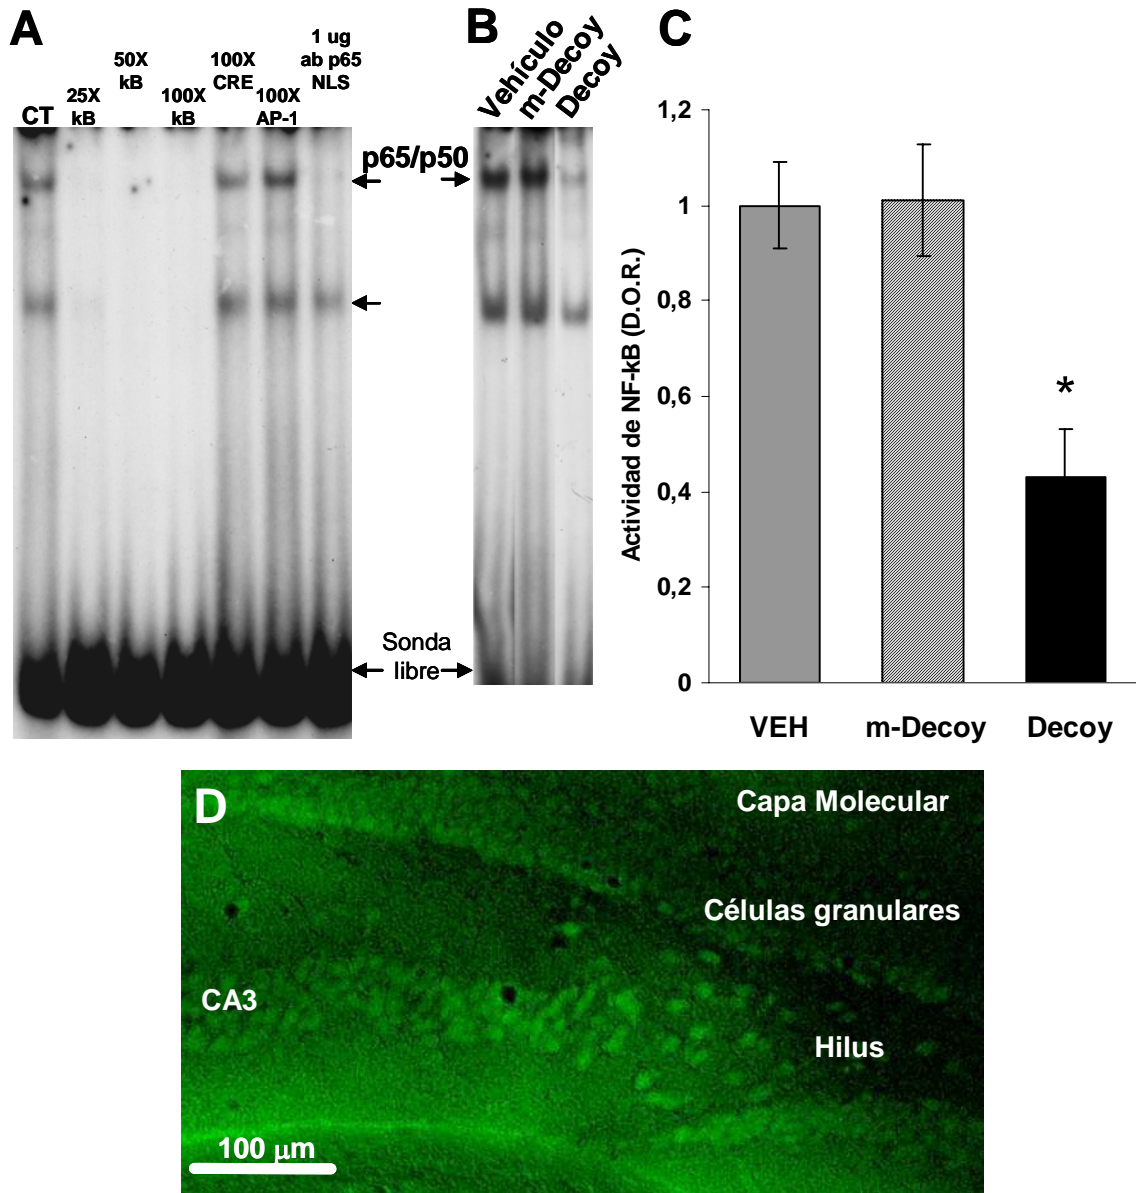 A
CT
25X
kB
50X
kB
100X
kB
100X
CRE
100X
AP-1
1 ug
ab p65
NLS
p65/p50
Sonda
libre
B
Vehículo
m-Decoy
Decoy
C
Actividad de NF-kB (D.O.R.)
1,2
1
0,8
0,6
0,4
0,2
0
*
VEH
m-Decoy
Decoy
D
Capa Molecular
Células granulares
CA3
Hilus
100 μm